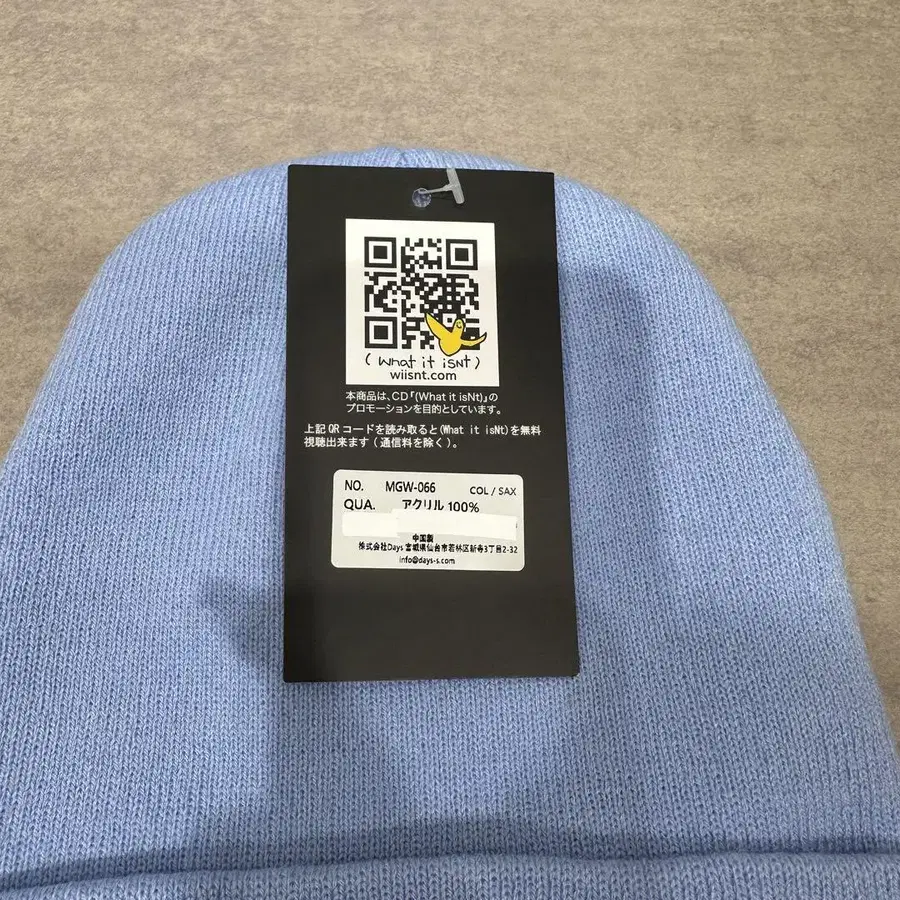 (What it isNt)
wiisnt.com
本商品は、CD『(What it isNt)』の
プロモーションを目的としています。
上記QRコードを読み取ると(What it isNt)を無料
視聴出来ます(通信料を除く)。
NO. MGW-066 COL / SAX
QUA. アクリル 100%
中国製
株式会社Days 宮城県仙台市若林区新寺3丁目2-32
info@days-s.com